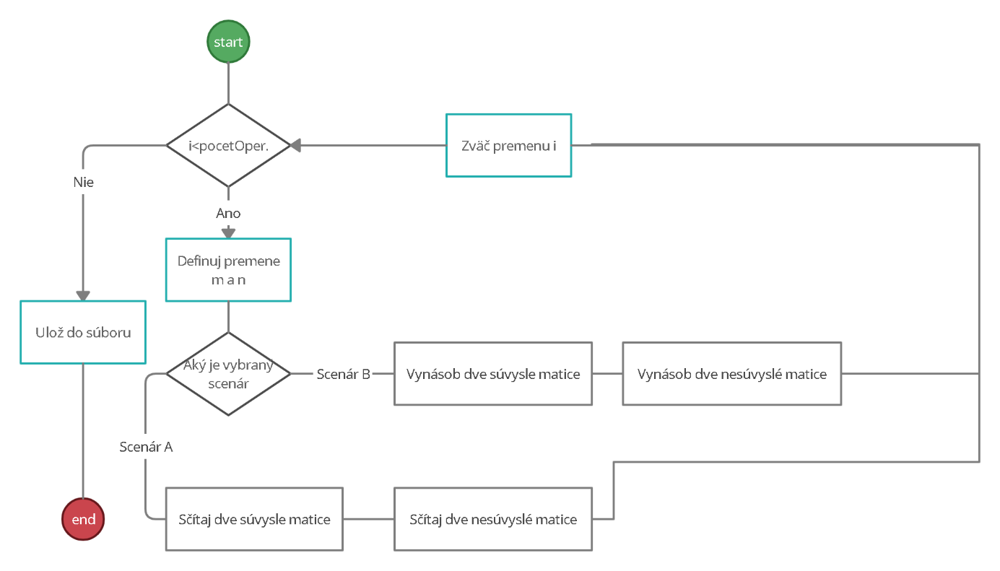 start
i<pocetOper.
Zväč premenu i
Nie
Ano
Definuj premene
m a n
Ulož do súboru
Aký je vybraný
scenár
Scenár B
Vynásob dve súvysle matice
Vynásob dve nesúvyslé matice
Scenár A
end
Sčítaj dve súvysle matice
Sčítaj dve nesúvyslé matice